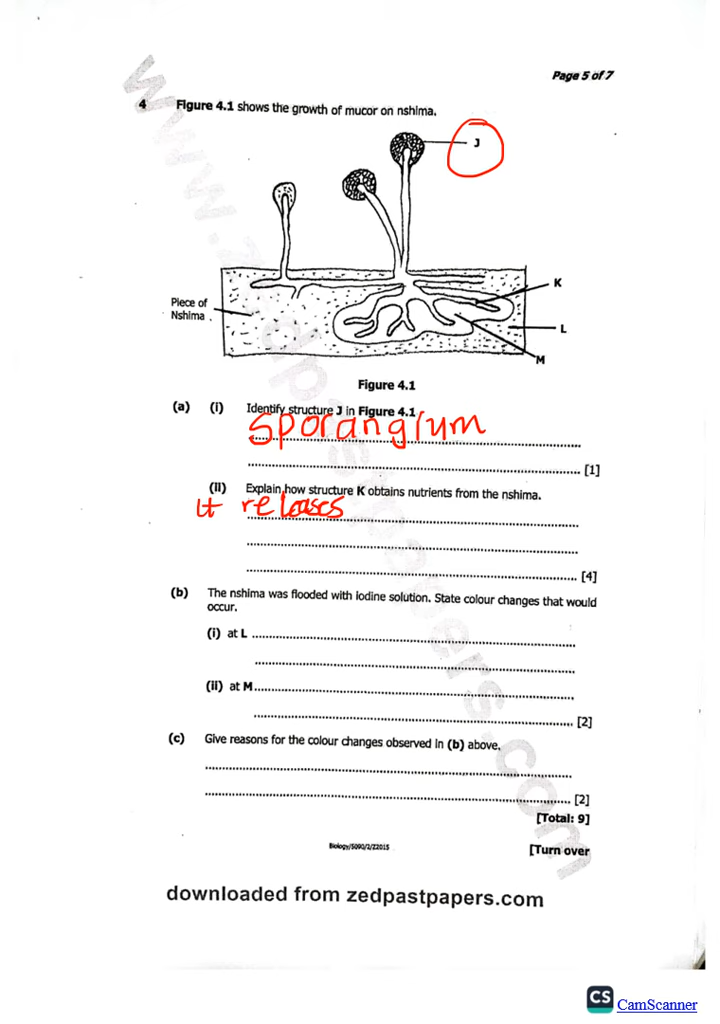 Page 5 of 7
4 Figure 4.1 shows the growth of mucor on nshima.
J
K
Piece of
Nshima
L
M
Figure 4.1
(a) (i) Identify structure J in Figure 4.1
sporangium
[1]
(ii) Explain how structure K obtains nutrients from the nshima.
It releases
[4]
(b) The nshima was flooded with iodine solution. State colour changes that would
occur.
(i) at L
(ii) at M
[2]
(c) Give reasons for the colour changes observed in (b) above.
[2]
[Total: 9]
Biology/5090/2/Z2015
[Turn over
downloaded from zedpastpapers.com
CS CamScanner